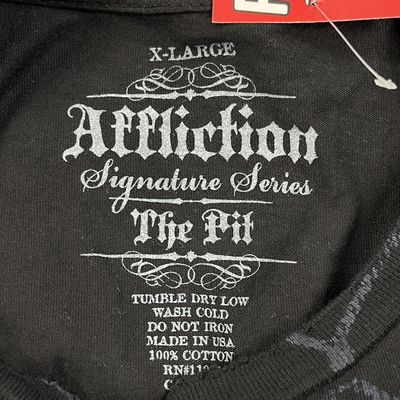 X-LARGE
Affliction
Signature Series
The Pit
TUMBLE DRY LOW
WASH COLD
DO NOT IRON
MADE IN USA
100% COTTON